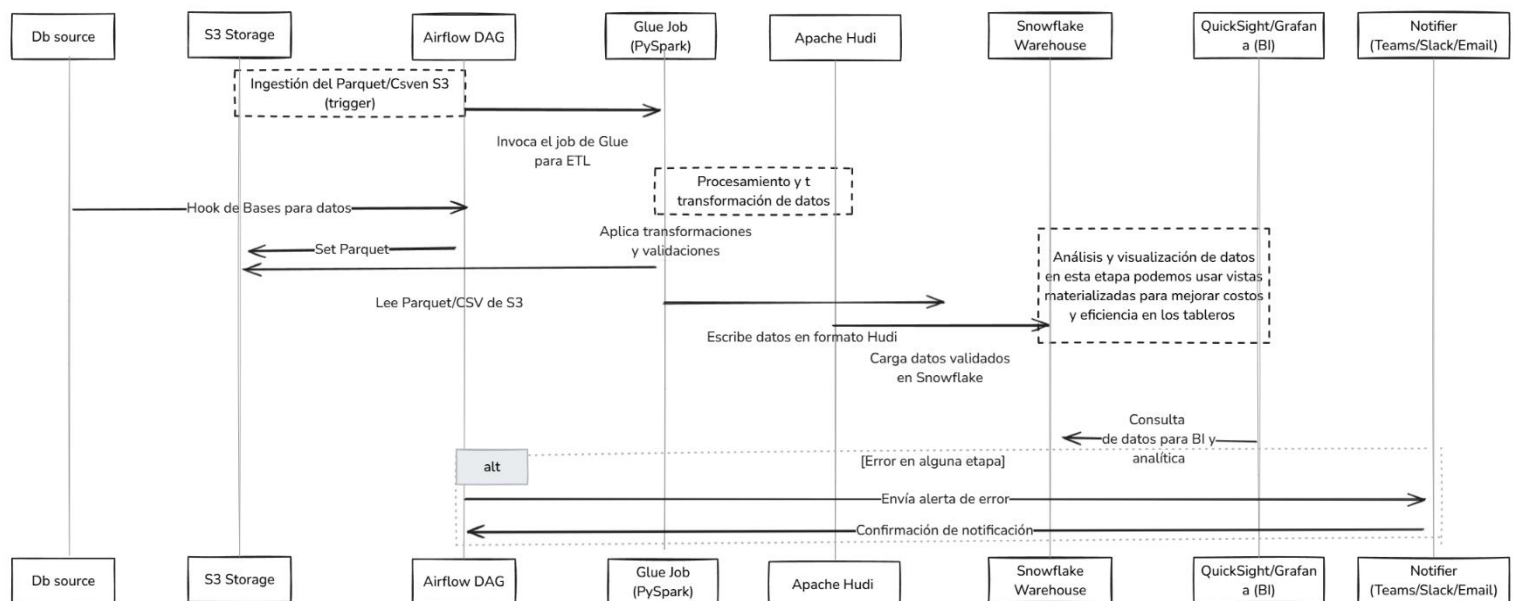 Db source
S3 Storage
Airflow DAG
Glue Job
(PySpark)
Apache Hudi
Snowflake
Warehouse
QuickSight/Grafan
a (BI)
Notifier
(Teams/Slack/Email)
Ingestión del Parquet/Csven S3
(trigger)
Invoca el job de Glue
para ETL
Procesamiento y t
transformación de datos
Hook de Bases para datos
Aplica transformaciones
y validaciones
Set Parquet
Análisis y visualización de datos
en esta etapa podemos usar vistas
materializadas para mejorar costos
y eficiencia en los tableros
Lee Parquet/CSV de S3
Escribe datos en formato Hudi
Carga datos validados
en Snowflake
Consulta
de datos para BI y
analítica
alt
[Error en alguna etapa]
Envía alerta de error
Confirmación de notificación
Db source
S3 Storage
Airflow DAG
Glue Job
(PySpark)
Apache Hudi
Snowflake
Warehouse
QuickSight/Grafan
a (BI)
Notifier
(Teams/Slack/Email)